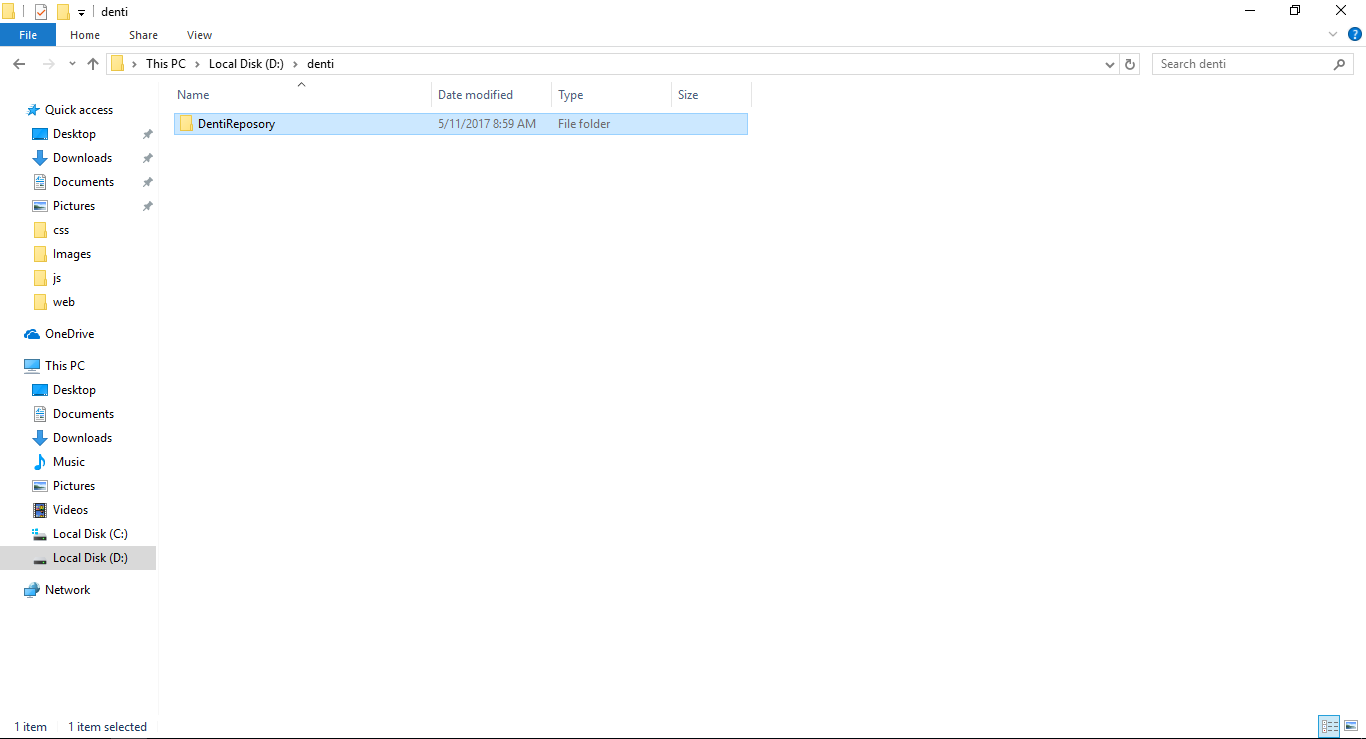 denti
File Home Share View
This PC Local Disk (D:) denti
Search denti
Name Date modified Type Size
DentiReposory 5/11/2017 8:59 AM File folder
Quick access
Desktop
Downloads
Documents
Pictures
css
Images
js
web
OneDrive
This PC
Desktop
Documents
Downloads
Music
Pictures
Videos
Local Disk (C:)
Local Disk (D:)
Network
1 item 1 item selected